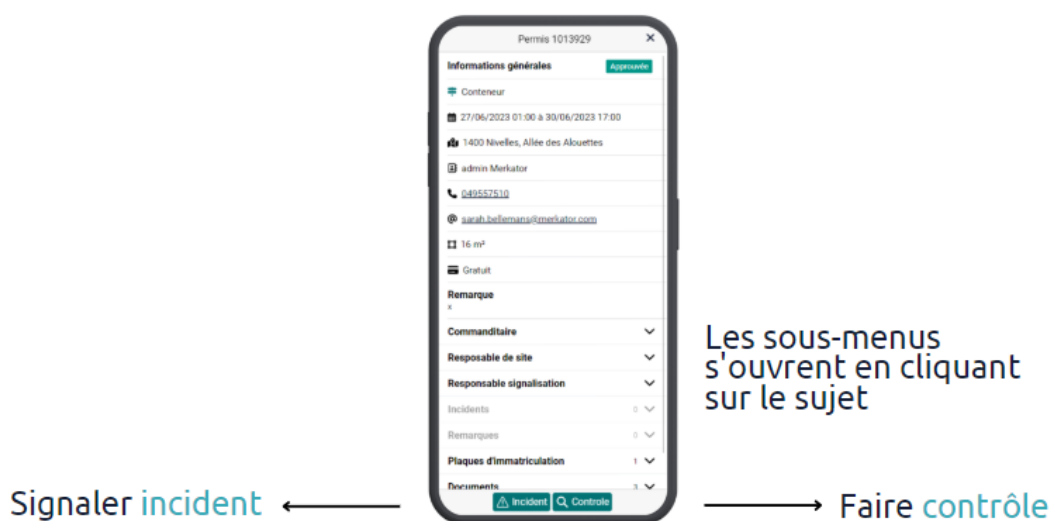 Permis 1013929
Informations générales Approuvée
Conteneur
27/06/2023 01:00 à 30/06/2023 17:00
1400 Nivelles, Allée des Alouettes
admin Merkator
049557510
@ sarah.bellemans@merkator.com
16 m²
Gratuit
Remarque
x
Commanditaire
Resposable de site
Responsable signalisation
Incidents 0
Remarques 0
Plaques d'immatriculation 1
Documents 3
Incident Controle
Les sous-menus
s'ouvrent en cliquant
sur le sujet
Signaler incident
Faire contrôle